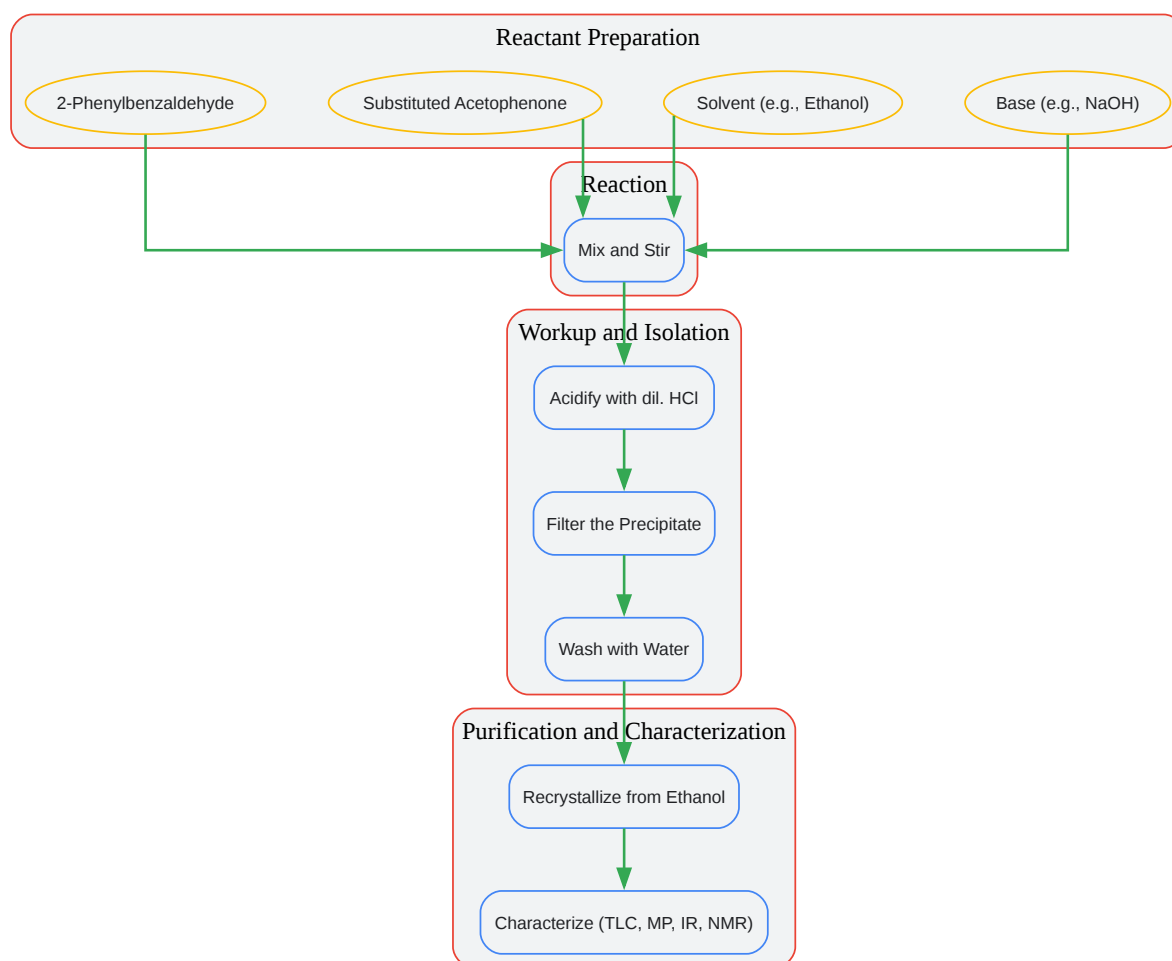 Reactant Preparation
2-Phenylbenzaldehyde
Substituted Acetophenone
Solvent (e.g., Ethanol)
Base (e.g., NaOH)
Reaction
Mix and Stir
Workup and Isolation
Acidify with dil. HCl
Filter the Precipitate
Wash with Water
Purification and Characterization
Recrystallize from Ethanol
Characterize (TLC, MP, IR, NMR)